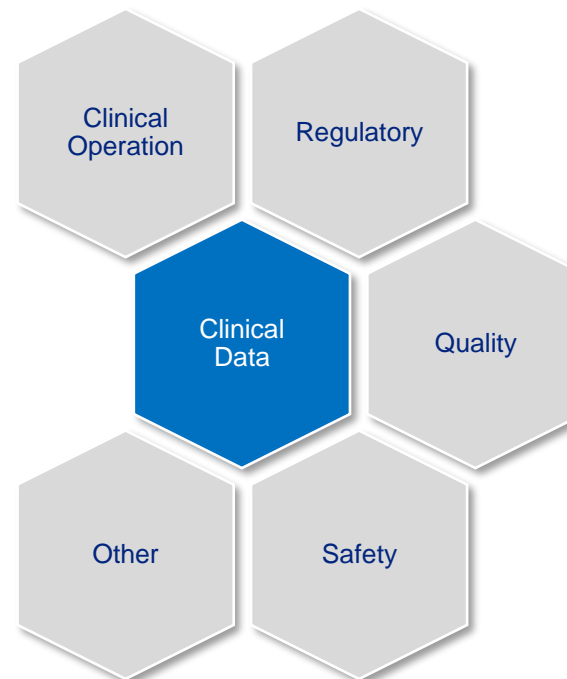 Clinical
Operation
Regulatory
Clinical
Data
Quality
Other
Safety